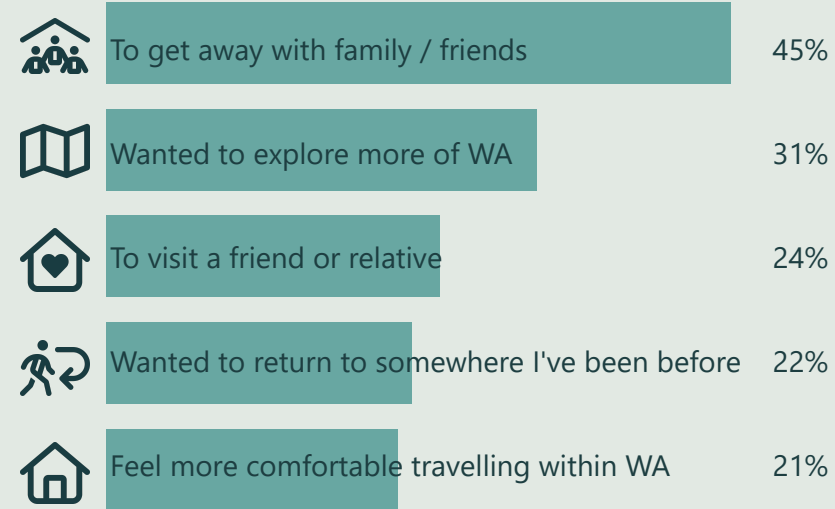 To get away with family / friends 45%
Wanted to explore more of WA 31%
To visit a friend or relative 24%
Wanted to return to somewhere I've been before 22%
Feel more comfortable travelling within WA 21%